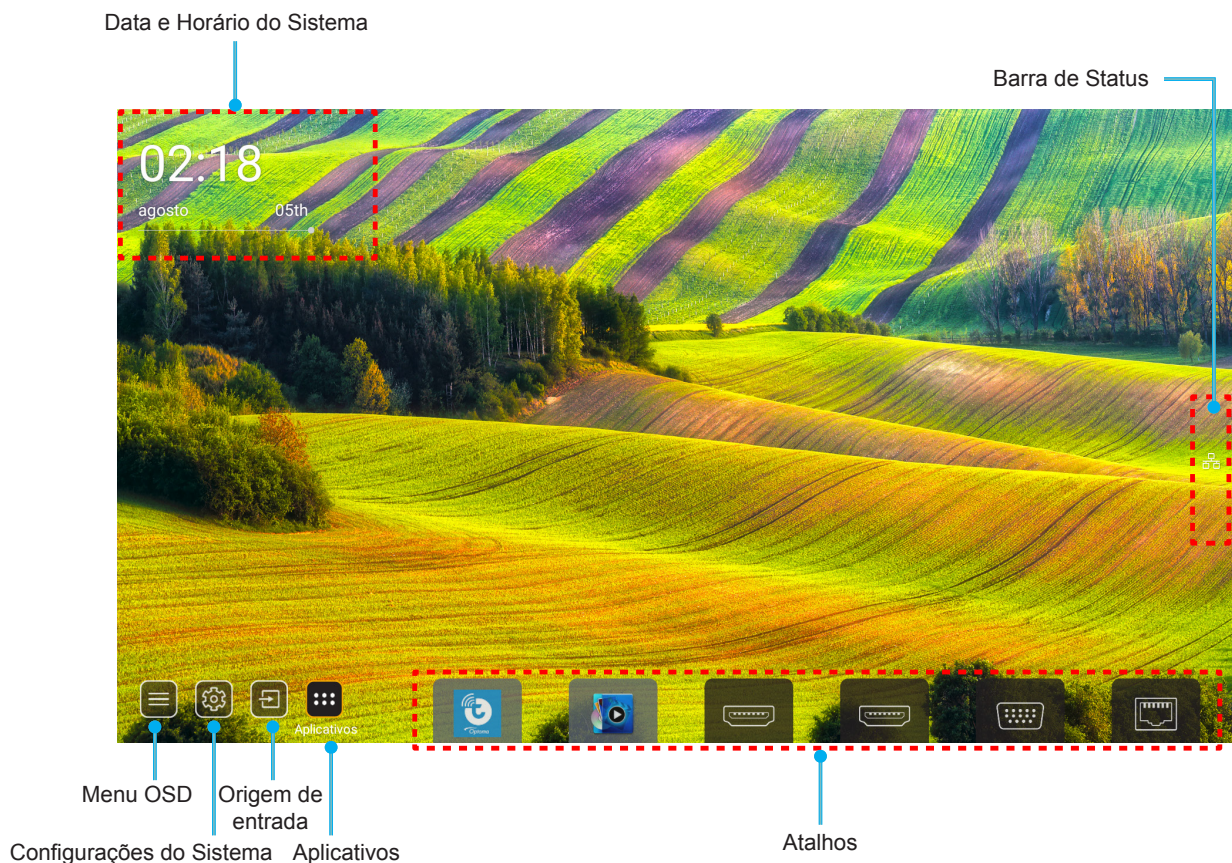 Data e Horário do Sistema
Barra de Status
02:18
agosto 05th
Aplicativos
Optoma
Menu OSD
Origem de
entrada
Configurações do Sistema
Aplicativos
Atalhos